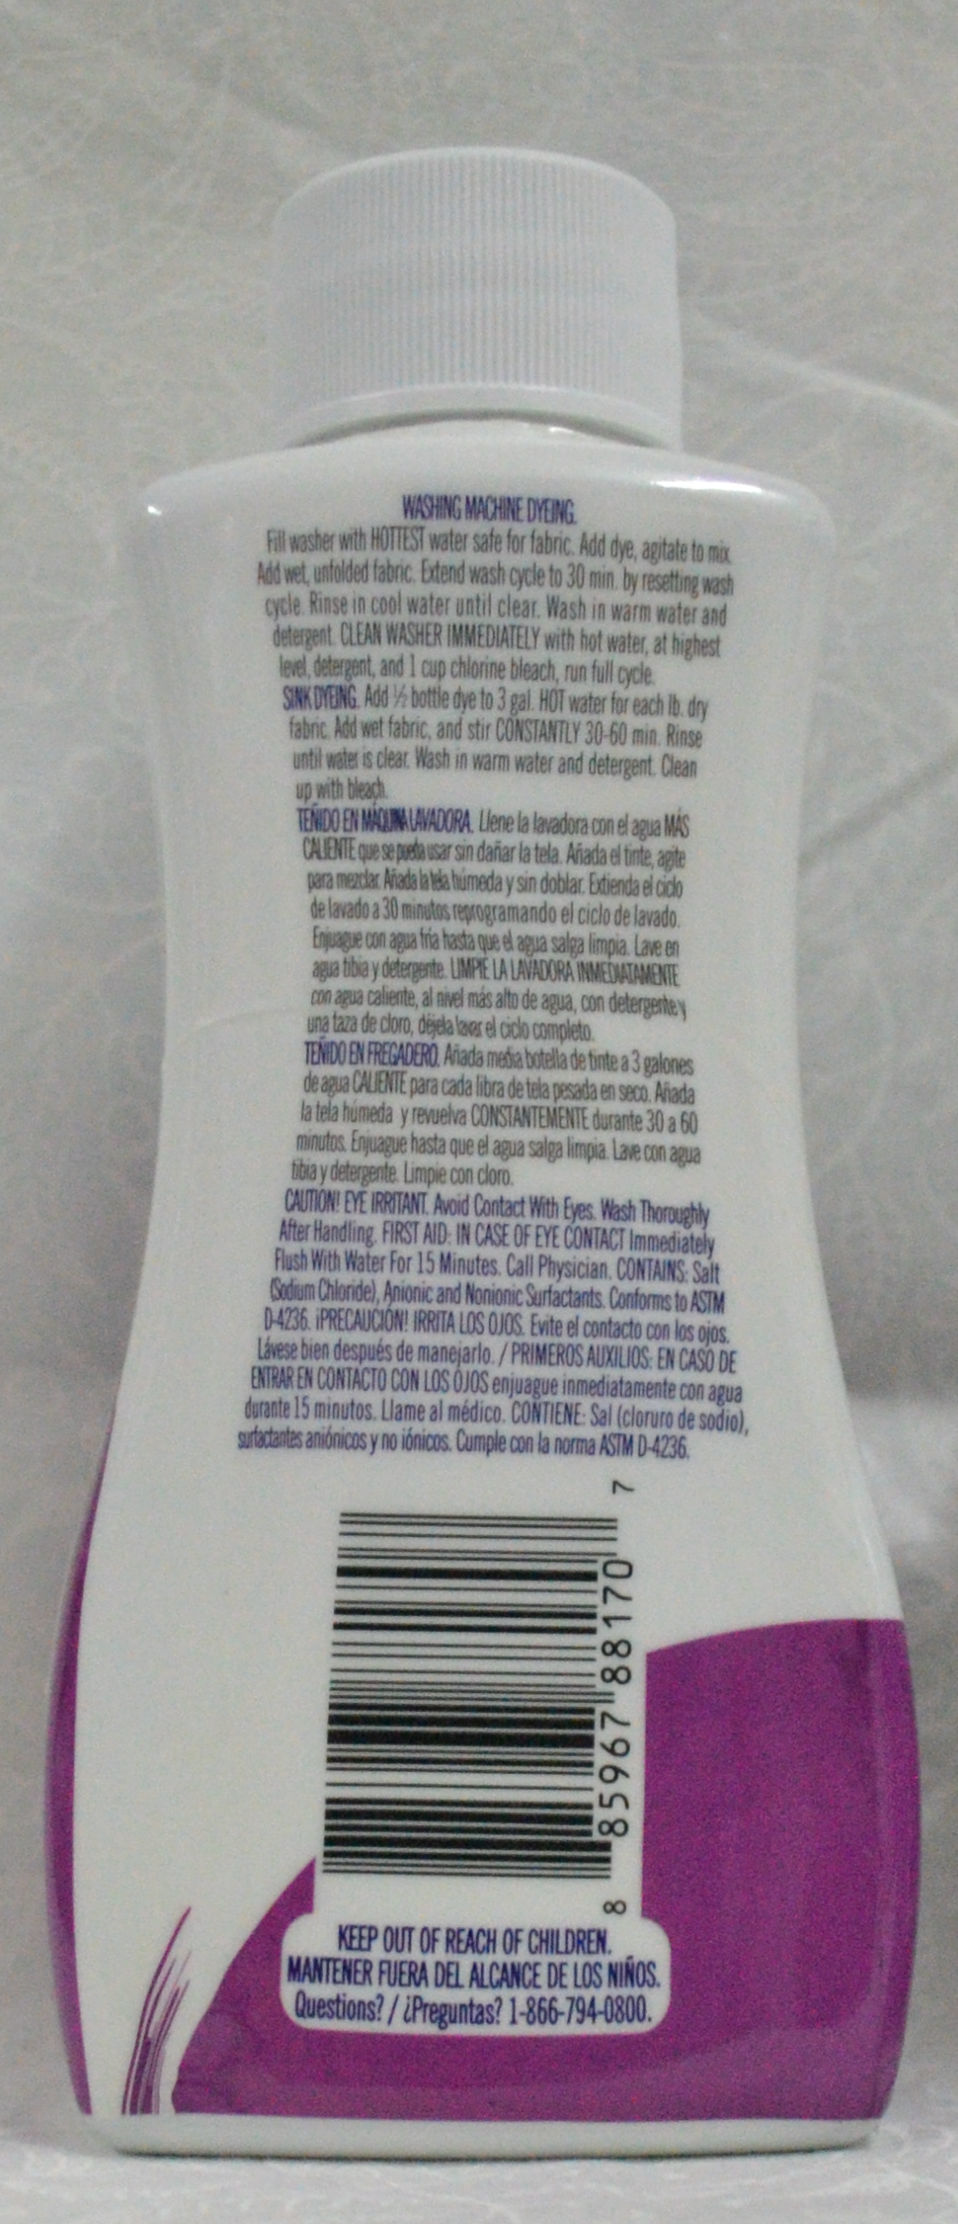 WASHING MACHINE DYEING.
Fill washer with HOTTEST water safe for fabric. Add dye, agitate to mix.
Add wet, unfolded fabric. Extend wash cycle to 30 min. by resetting wash
cycle. Rinse in cool water until clear. Wash in warm water and
detergent. CLEAN WASHER IMMEDIATELY with hot water, at highest
level, detergent, and 1 cup chlorine bleach, run full cycle.
SINK DYEING. Add ½ bottle dye to 3 gal. HOT water for each lb. dry
fabric. Add wet fabric, and stir CONSTANTLY 30-60 min. Rinse
until water is clear. Wash in warm water and detergent. Clean
up with bleach.
TEÑIDO EN MÁQUINA LAVADORA. Llene la lavadora con el agua MÁS
CALIENTE que se pueda usar sin dañar la tela. Añada el tinte, agite
para mezclar. Añada la tela húmeda y sin doblar. Extienda el ciclo
de lavado a 30 minutos reprogramando el ciclo de lavado.
Enjuague con agua fria hasta que el agua salga limpia. Lave en
agua tibia y detergente. LIMPIE LA LAVADORA INMEDIATAMENTE
con agua caliente, al nivel más alto de agua, con detergente y
una taza de cloro, déjela lavar el ciclo completo.
TEÑIDO EN FREGADERO. Añada media botella de tinte a 3 galones
de agua CALIENTE para cada libra de tela pesada en seco. Añada
la tela húmeda y revuelva CONSTANTEMENTE durante 30 a 60
minutos. Enjuague hasta que el agua salga limpia. Lave con agua
tibia y detergente. Limpie con cloro.
CAUTION! EYE IRRITANT. Avoid Contact With Eyes. Wash Thoroughly
After Handling. FIRST AID: IN CASE OF EYE CONTACT Immediately
Flush With Water For 15 Minutes. Call Physician. CONTAINS: Salt
(Sodium Chloride), Anionic and Nonionic Surfactants. Conforms to ASTM
D-4236. ¡PRECAUCIÓN! IRRITA LOS OJOS. Evite el contacto con los ojos.
Lávese bien después de manejarlo. / PRIMEROS AUXILIOS: EN CASO DE
ENTRAR EN CONTACTO CON LOS OJOS enjuague inmediatamente con agua
durante 15 minutos. Llame al médico. CONTIENE: Sal (cloruro de sodio),
surfactantes aniónicos y no iónicos. Cumple con la norma ASTM D-4236.
8 85967 88170 7
KEEP OUT OF REACH OF CHILDREN.
MANTENER FUERA DEL ALCANCE DE LOS NIÑOS.
Questions? / ¿Preguntas? 1-866-794-0800.